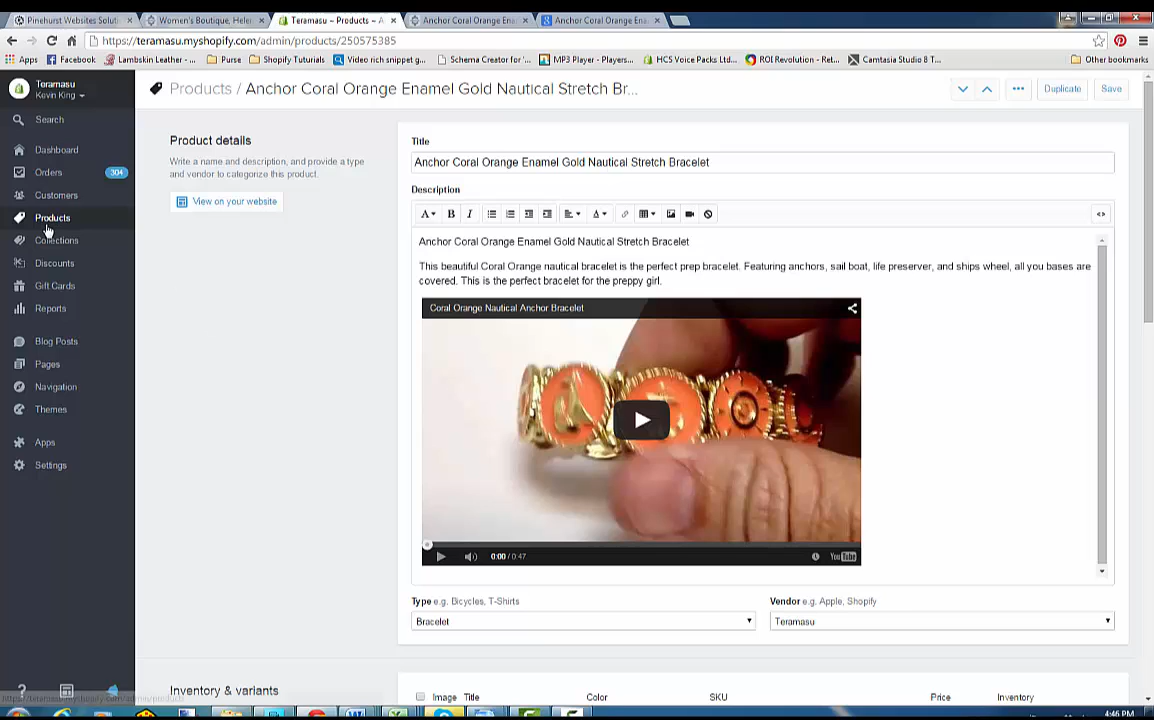 Pinehurst Websites Soluti
Women's Boutique, Helen
Teramasu ~ Products ~ A
Anchor Coral Orange Ena
Anchor Coral Orange Ena
https://teramasu.myshopify.com/admin/products/250575385
Apps
Facebook
Lambskin Leather - ...
Purse
Shopify Tutuirals
Video rich snippet g...
Schema Creator for '...
MP3 Player - Players...
HCS Voice Packs Ltd...
ROI Revolution - Ret...
Camtasia Studio 8 T...
Other bookmarks
Teramasu
Kevin King
Search
Dashboard
Orders 304
Customers
Products
Collections
Discounts
Gift Cards
Reports
Blog Posts
Pages
Navigation
Themes
Apps
Settings
Products / Anchor Coral Orange Enamel Gold Nautical Stretch Br...
Duplicate
Save
Product details
Write a name and description, and provide a type
and vendor to categorize this product.
View on your website
Title
Anchor Coral Orange Enamel Gold Nautical Stretch Bracelet
Description
Anchor Coral Orange Enamel Gold Nautical Stretch Bracelet
This beautiful Coral Orange nautical bracelet is the perfect prep bracelet. Featuring anchors, sail boat, life preserver, and ships wheel, all you bases are
covered. This is the perfect bracelet for the preppy girl.
Coral Orange Nautical Anchor Bracelet
0:00 / 0:47
YouTube
Type e.g. Bicycles, T-Shirts
Vendor e.g. Apple, Shopify
Bracelet
Teramasu
Inventory & variants
Image Title Color SKU Price Inventory
https://teramasu.myshopify.com/admin/products
4:46 PM